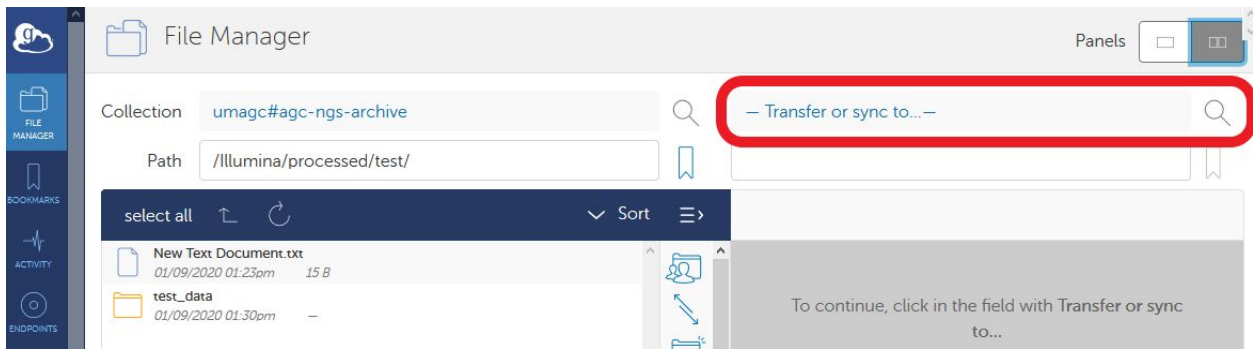 File Manager
Panels
FILE
MANAGER
BOOKMARKS
ACTIVITY
ENDPOINTS
Collection umagc#agc-ngs-archive
— Transfer or sync to...—
Path /Illumina/processed/test/
select all
Sort
New Text Document.txt
01/09/2020 01:23pm 15 B
test_data
01/09/2020 01:30pm —
To continue, click in the field with Transfer or sync
to...